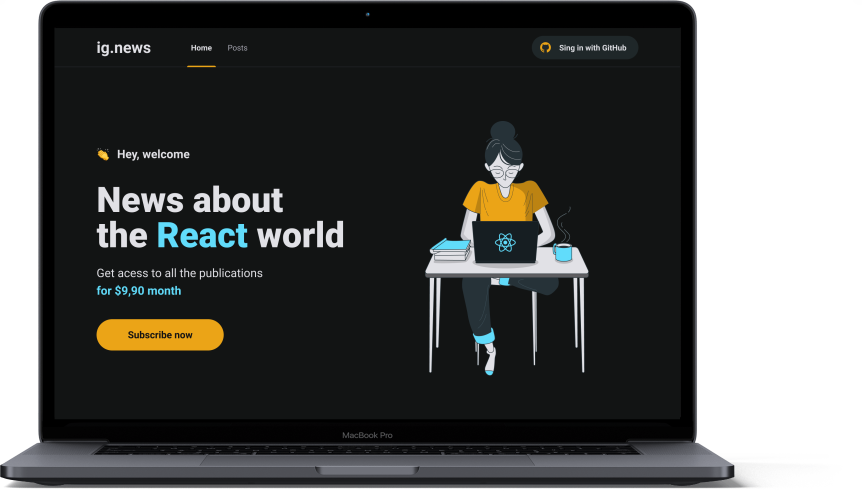 ig.news
Home
Posts
Sing in with GitHub
👏 Hey, welcome
News about
the React world
Get acess to all the publications
for $9,90 month
Subscribe now
MacBook Pro